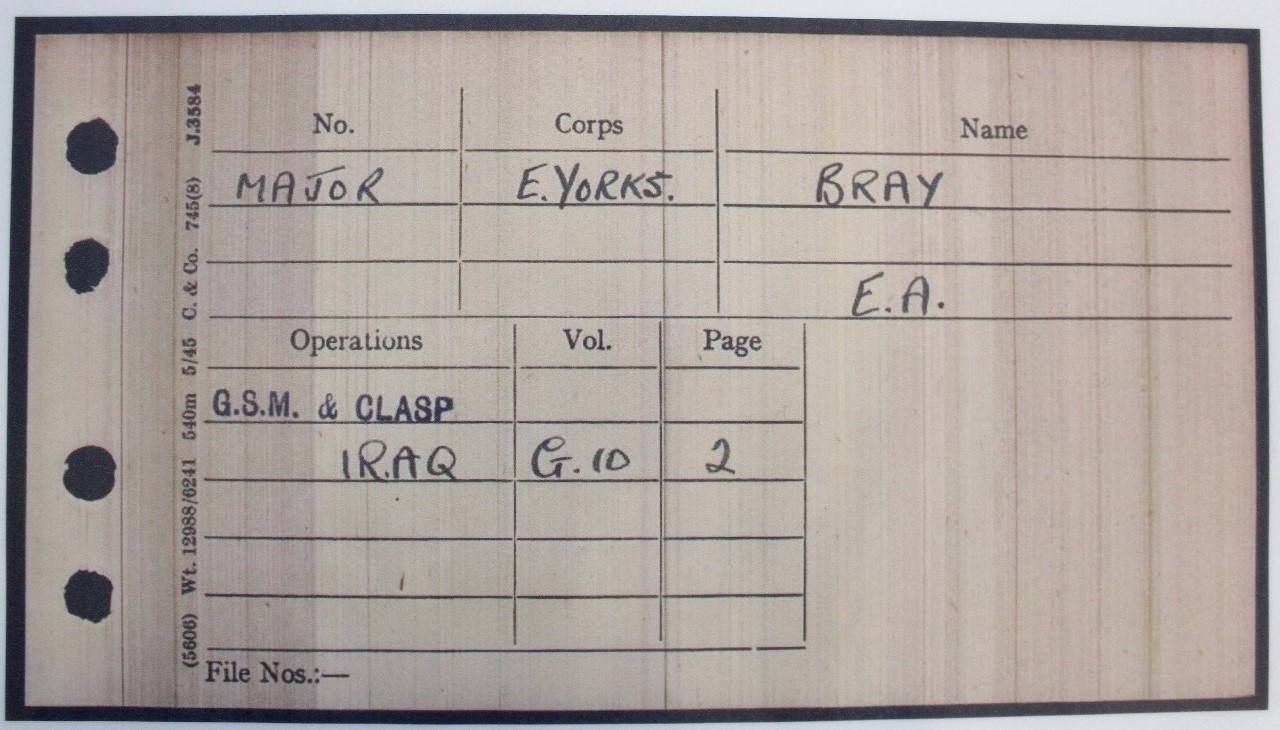 No. Corps Name
MAJOR E.YORKS. BRAY
E.A.
Operations Vol. Page
G.S.M. & CLASP
IRAQ G.10 2
File Nos.:—
(5606) Wt. 12988/6241 540m 5/45 C. & Co. 745(8) J.3584